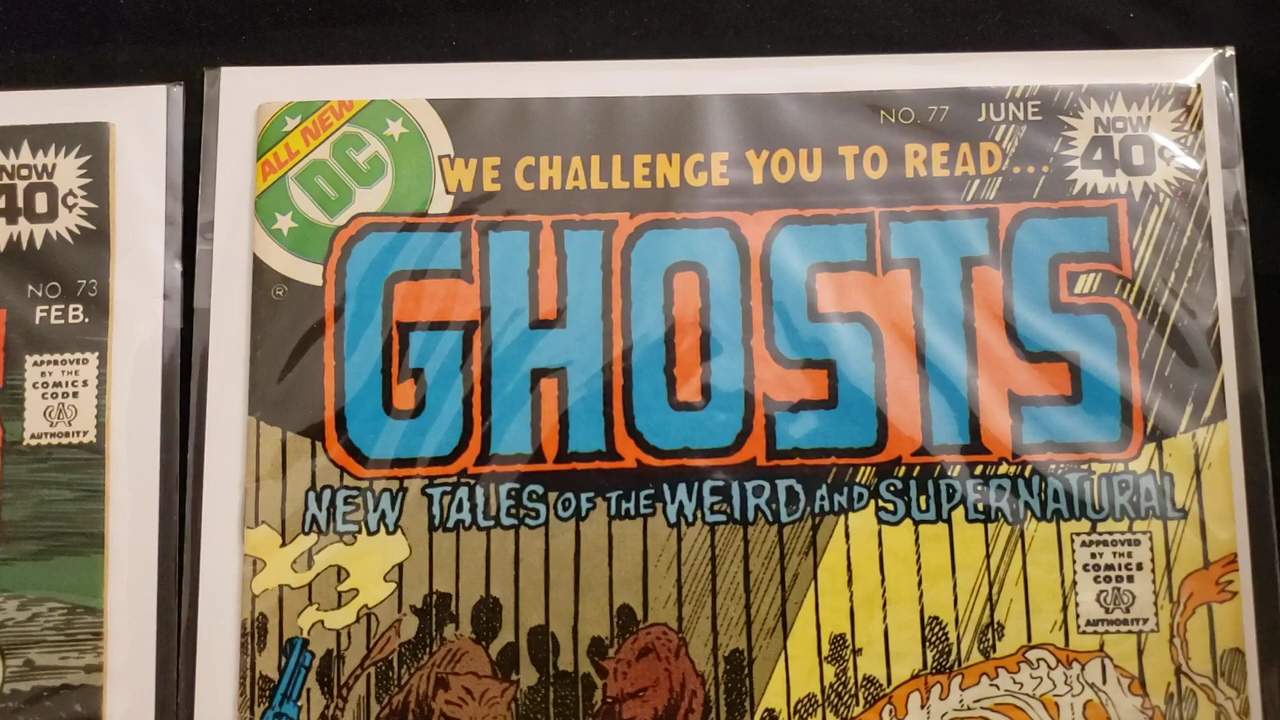 NOW
40¢
NO. 73
FEB.
APPROVED
BY THE
COMICS
CODE
CA
AUTHORITY
ALL NEW
DC
®
NO. 77 JUNE
NOW
40¢
WE CHALLENGE YOU TO READ...
GHOSTS
NEW TALES OF THE WEIRD AND SUPERNATURAL
APPROVED
BY THE
COMICS
CODE
CA
AUTHORITY